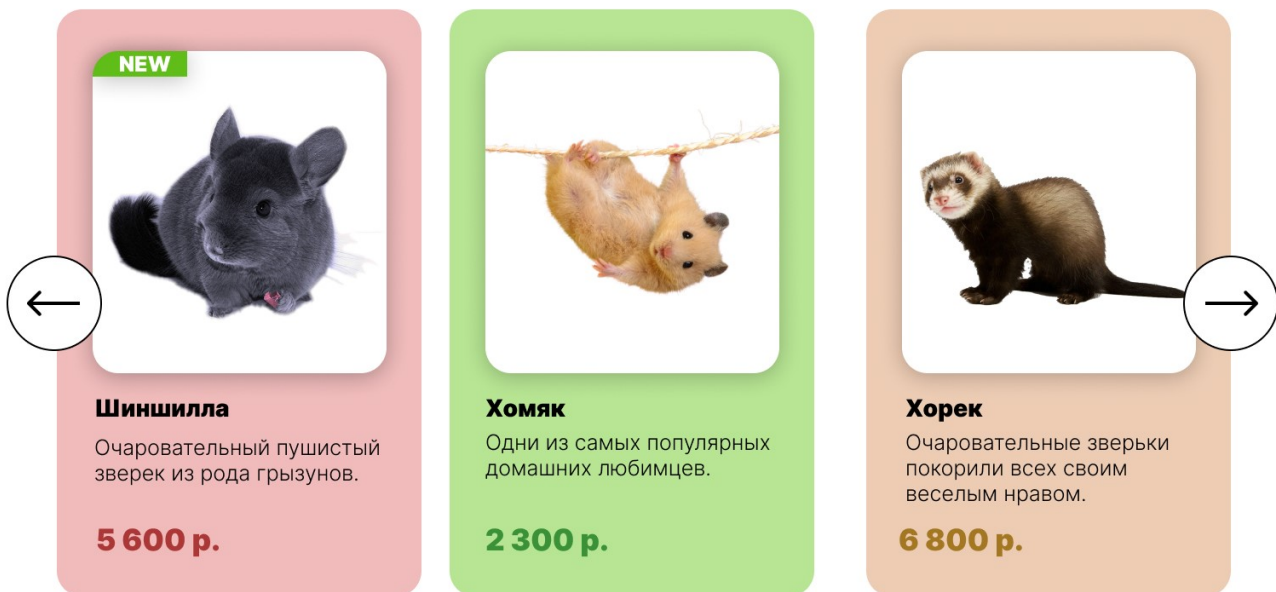 NEW
Шиншилла
Очаровательный пушистый
зверек из рода грызунов.
5 600 р.
Хомяк
Одни из самых популярных
домашних любимцев.
2 300 р.
Хорек
Очаровательные зверьки
покорили всех своим
веселым нравом.
6 800 р.